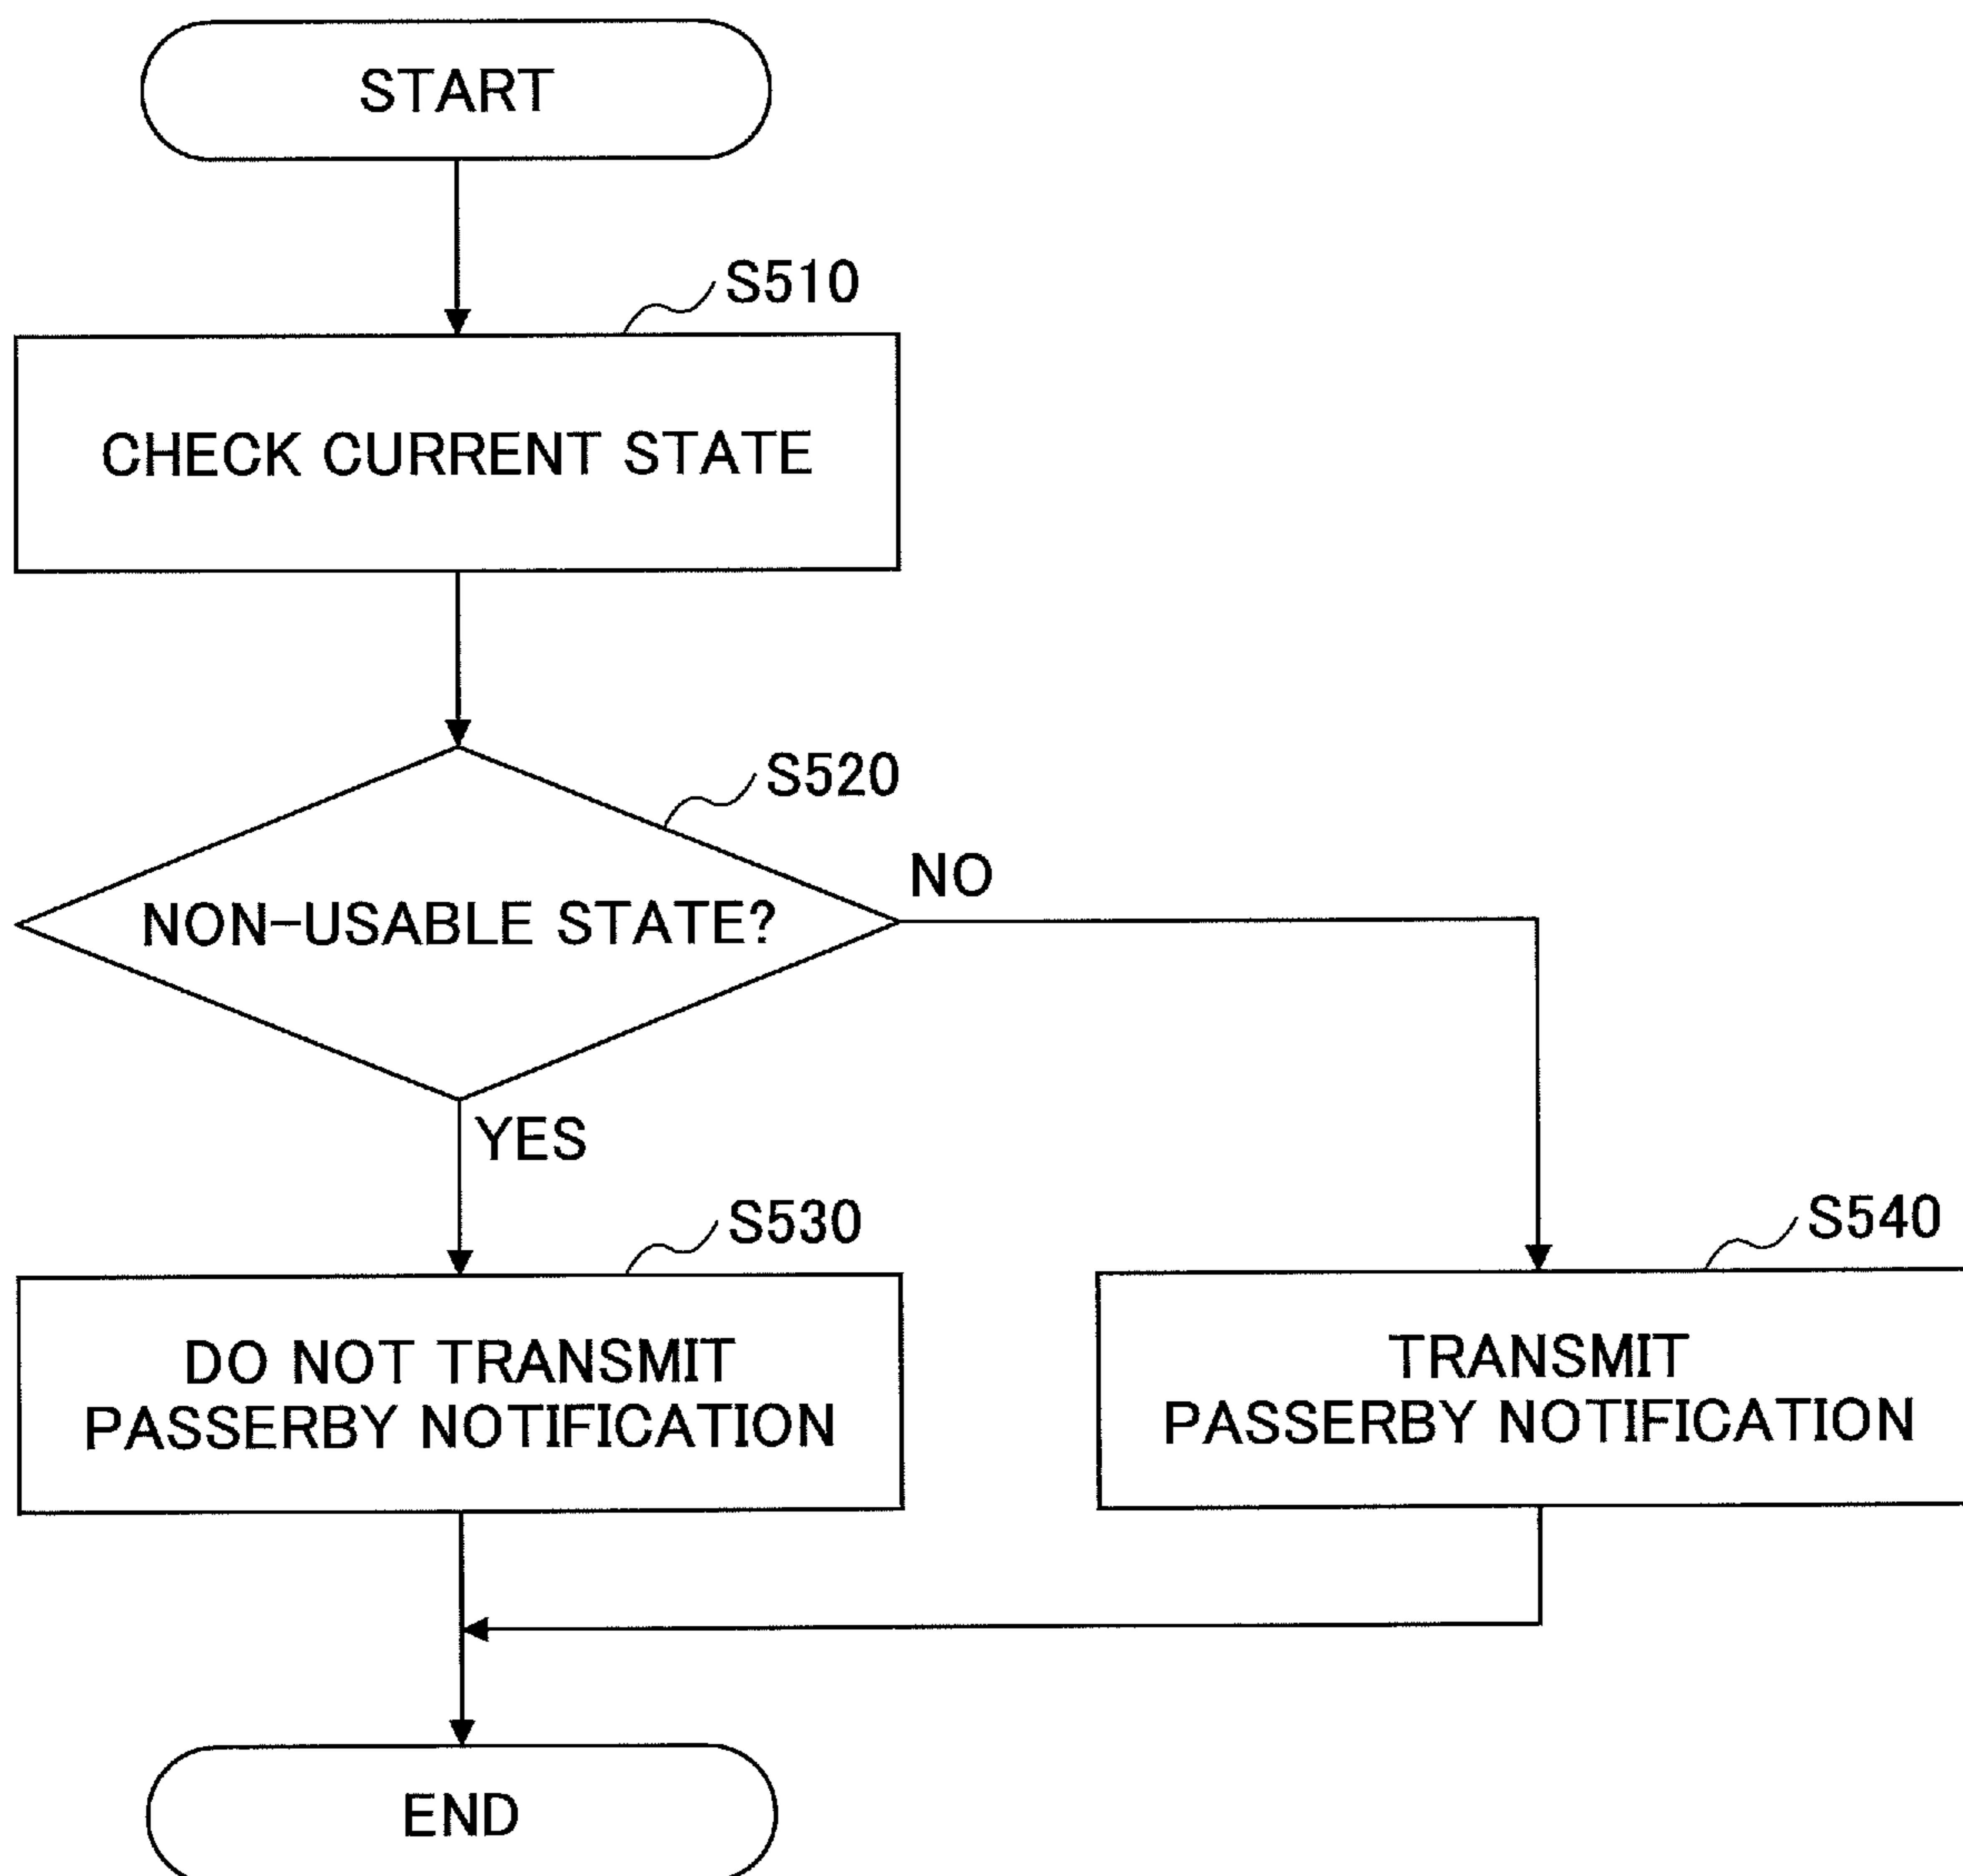 START
S510
CHECK CURRENT STATE
S520
NON-USABLE STATE?
NO
YES
S530
DO NOT TRANSMIT
PASSERBY NOTIFICATION
S540
TRANSMIT
PASSERBY NOTIFICATION
END